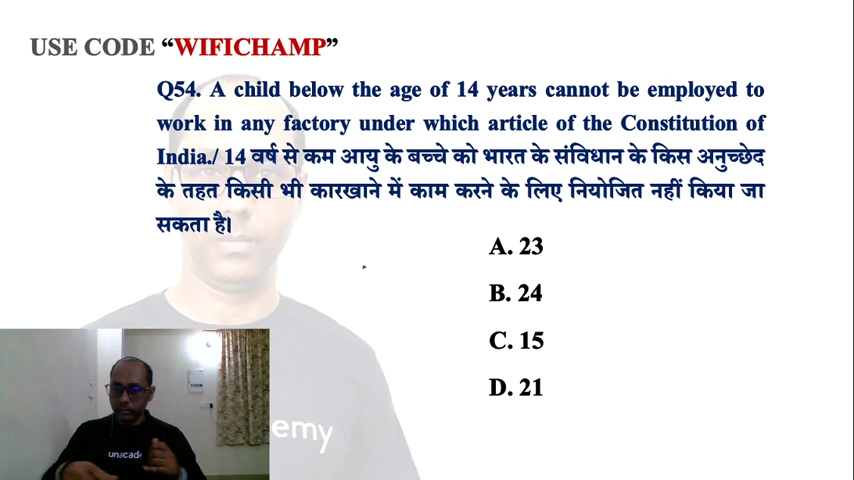 USE CODE “WIFICHAMP”
Q54. A child below the age of 14 years cannot be employed to
work in any factory under which article of the Constitution of
India./ 14 वर्ष से कम आयु के बच्चे को भारत के संविधान के किस अनुच्छेद
के तहत किसी भी कारखाने में काम करने के लिए नियोजित नहीं किया जा
सकता है।
A. 23
B. 24
C. 15
D. 21
emy
unacade